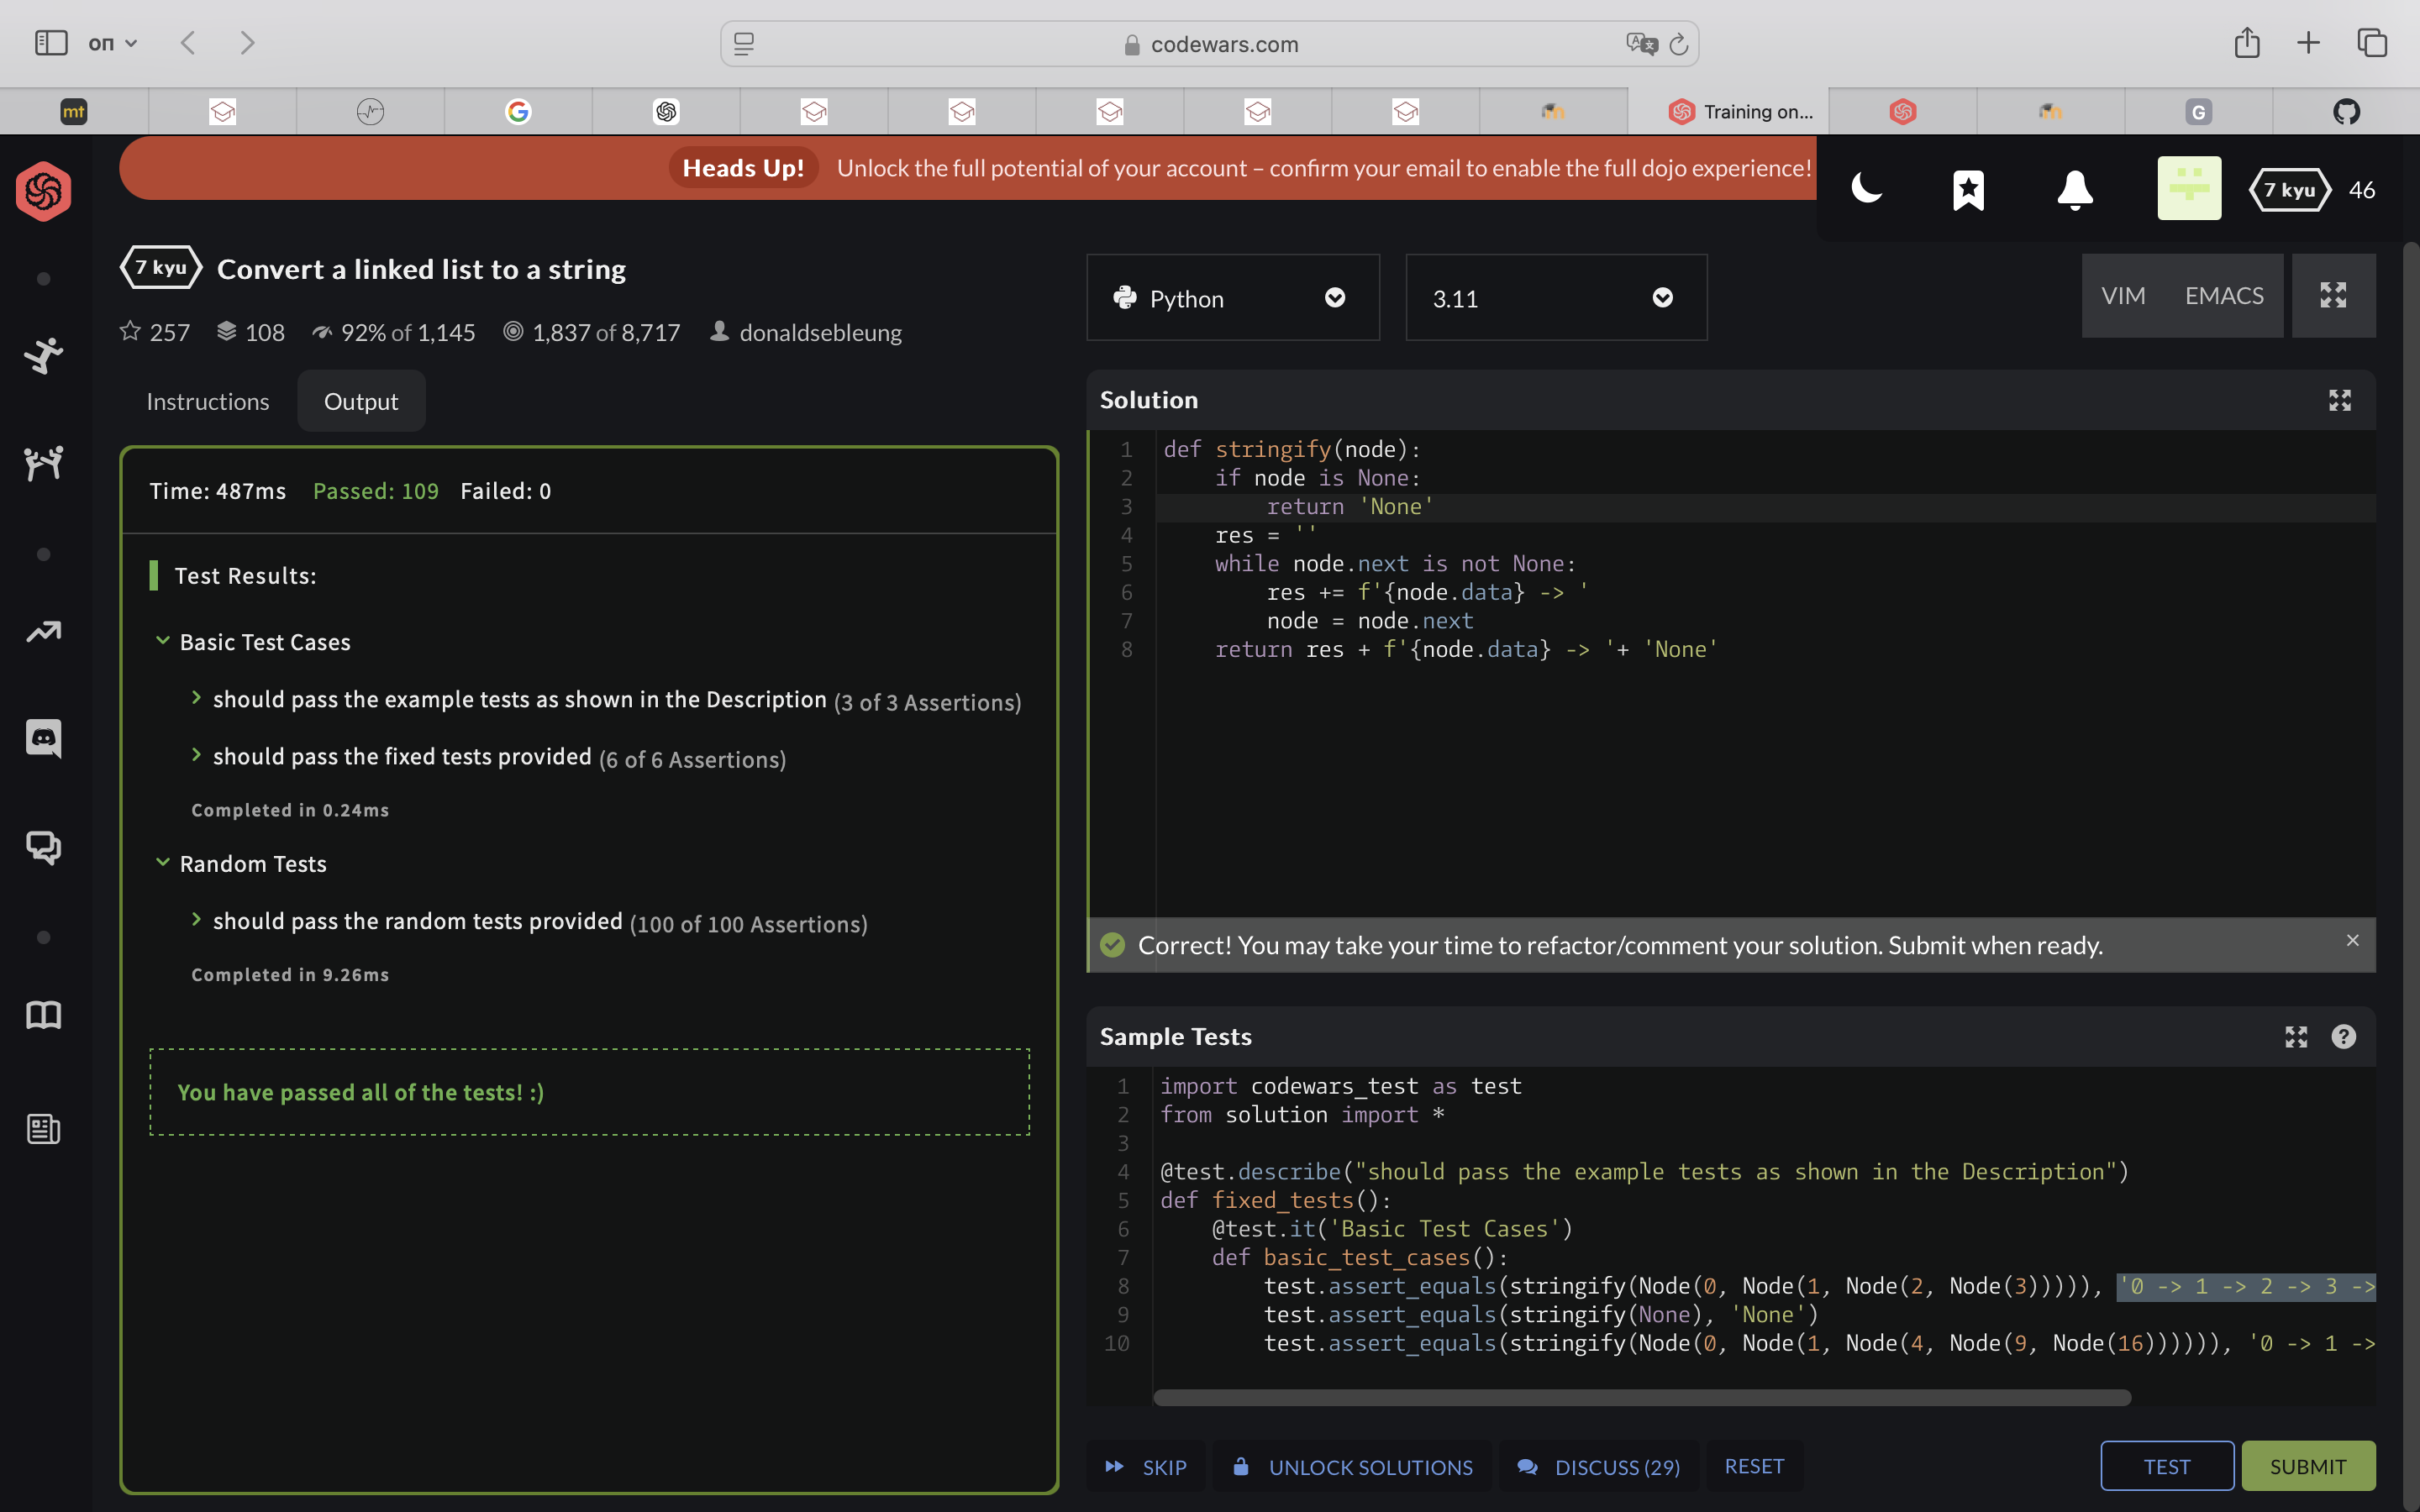 оп
codewars.com
mt
Training on...
G
Heads Up! Unlock the full potential of your account – confirm your email to enable the full dojo experience!
7 kyu 46
7 kyu Convert a linked list to a string
257 108 92% of 1,145 1,837 of 8,717 donaldsebleung
Python
3.11
VIM EMACS
Instructions Output
Time: 487ms Passed: 109 Failed: 0
Test Results:
Basic Test Cases
should pass the example tests as shown in the Description (3 of 3 Assertions)
should pass the fixed tests provided (6 of 6 Assertions)
Completed in 0.24ms
Random Tests
should pass the random tests provided (100 of 100 Assertions)
Completed in 9.26ms
You have passed all of the tests! :)
Solution
1 def stringify(node):
2 if node is None:
3 return 'None'
4 res = ''
5 while node.next is not None:
6 res += f'{node.data} -> '
7 node = node.next
8 return res + f'{node.data} -> '+ 'None'
Correct! You may take your time to refactor/comment your solution. Submit when ready.
Sample Tests
1 import codewars_test as test
2 from solution import *
3
4 @test.describe("should pass the example tests as shown in the Description")
5 def fixed_tests():
6 @test.it('Basic Test Cases')
7 def basic_test_cases():
8 test.assert_equals(stringify(Node(0, Node(1, Node(2, Node(3))))), '0 -> 1 -> 2 -> 3 ->
9 test.assert_equals(stringify(None), 'None')
10 test.assert_equals(stringify(Node(0, Node(1, Node(4, Node(9, Node(16)))))), '0 -> 1 ->
SKIP UNLOCK SOLUTIONS DISCUSS (29) RESET TEST SUBMIT